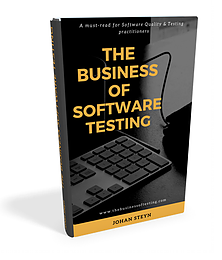 A must-read for Software Quality & Testing
practitioners
THE
BUSINESS
OF
SOFTWARE
TESTING
www.thebusinessoftesting.com
JOHAN STEYN